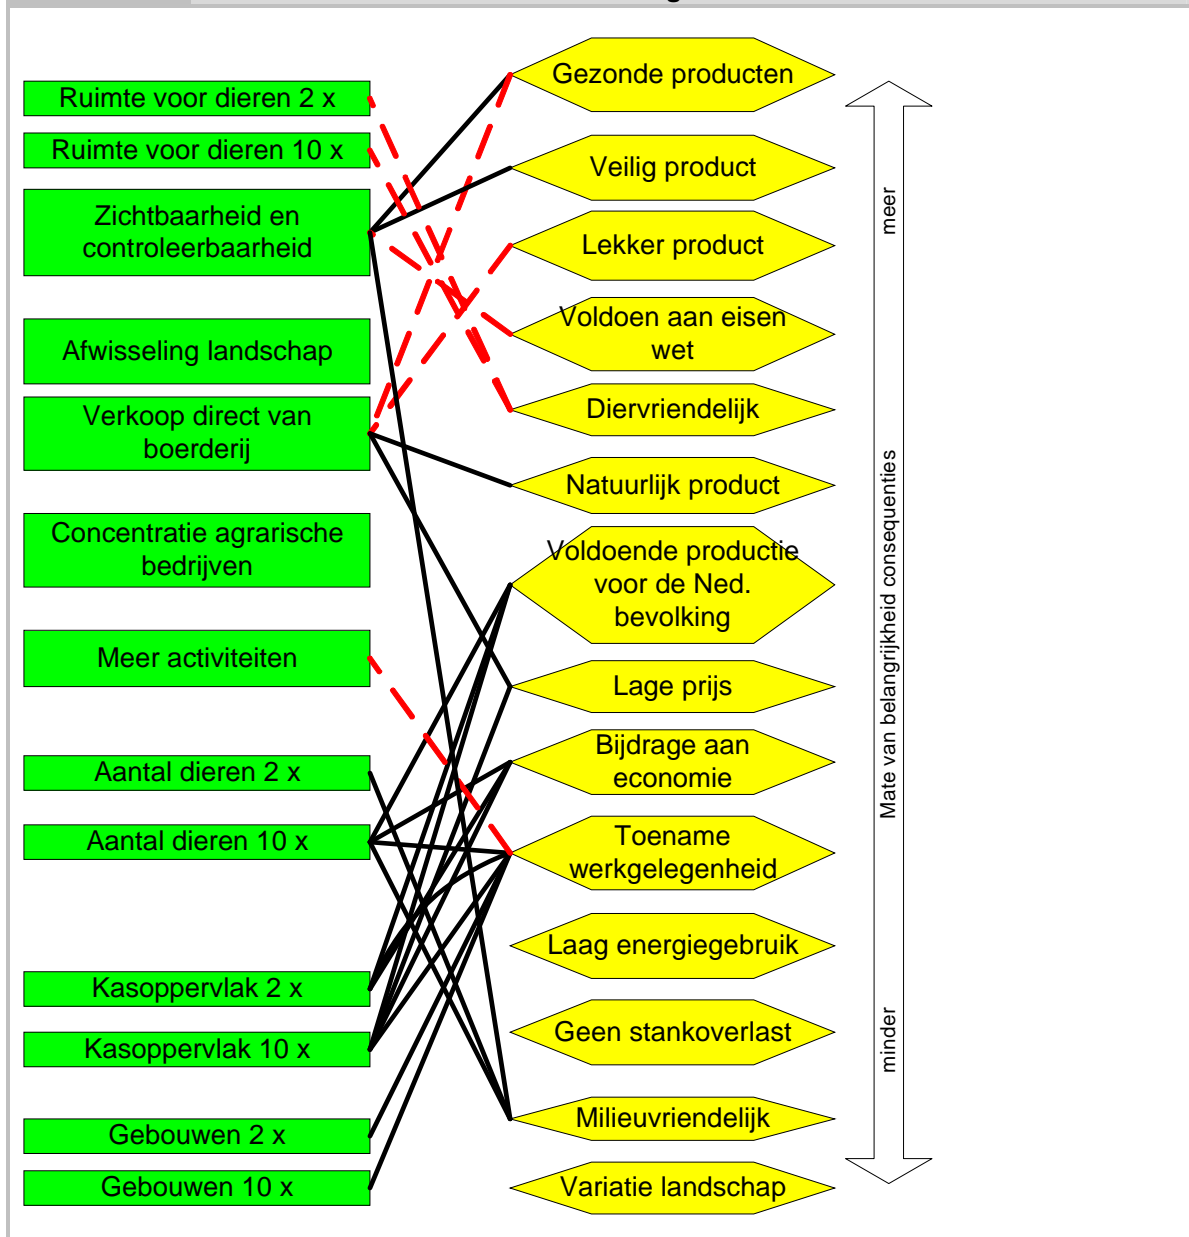 Ruimte voor dieren 2 x
Ruimte voor dieren 10 x
Zichtbaarheid en
controleerbaarheid
Afwisseling landschap
Verkoop direct van
boerderij
Concentratie agrarische
bedrijven
Meer activiteiten
Aantal dieren 2 x
Aantal dieren 10 x
Kasoppervlak 2 x
Kasoppervlak 10 x
Gebouwen 2 x
Gebouwen 10 x
Gezonde producten
Veilig product
Lekker product
Voldoen aan eisen
wet
Diervriendelijk
Natuurlijk product
Voldoende productie
voor de Ned.
bevolking
Lage prijs
Bijdrage aan
economie
Toename
werkgelegenheid
Laag energiegebruik
Geen stankoverlast
Milieuvriendelijk
Variatie landschap
meer
Mate van belangrijkheid consequenties
minder